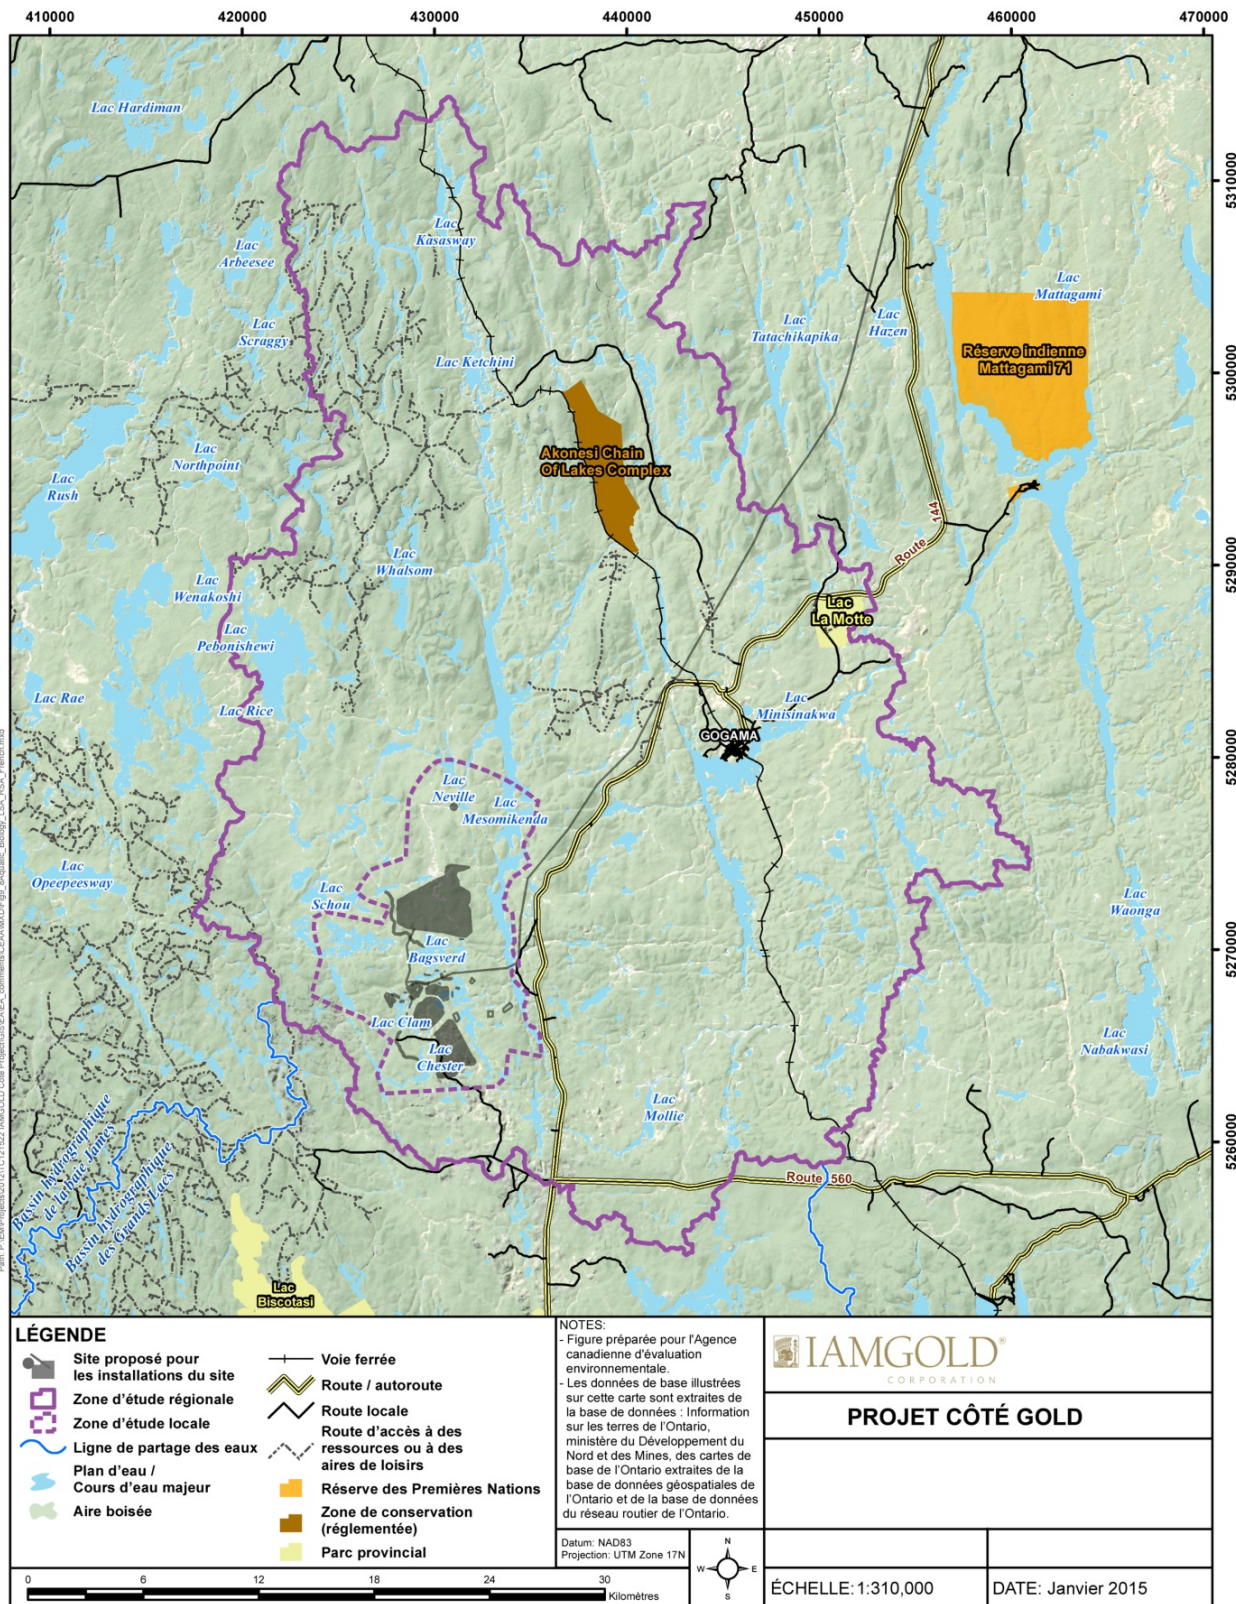 410000
420000
430000
440000
450000
460000
470000
Lac Hardiman
5310000
Lac
Kasasway
Lac
Arbeesee
Lac
Mattagami
Lac
Scraggy
Lac
Tatachikapika
Lac
Hazen
Lac Ketchini
Réserve indienne
Mattagami 71
5300000
Akonesi Chain
Of Lakes Complex
Lac
Northpoint
Lac
Rush
Route 144
5290000
Lac
Whalsom
Lac
Wenakoshi
Lac
La Motte
Lac
Pebonishewi
Lac Rae
Lac Rice
Lac
Minisinakwa
GOGAMA
5280000
Lac
Neville
Lac
Mesomikenda
Lac
Opeepeesway
Lac
Schou
Lac
Waonga
Lac
Bagsverd
5270000
Lac Clam
Lac
Chester
Lac
Nabakwasi
Lac
Mollie
5260000
Bassin hydrographique
de la baie James
Bassin hydrographique
des Grands Lacs
Route 560
Lac
Biscotasi
LÉGENDE
Site proposé pour
les installations du site
Zone d'étude régionale
Zone d'étude locale
Ligne de partage des eaux
Plan d'eau /
Cours d'eau majeur
Aire boisée
Voie ferrée
Route / autoroute
Route locale
Route d'accès à des
ressources ou à des
aires de loisirs
Réserve des Premières Nations
Zone de conservation
(réglementée)
Parc provincial
0 6 12 18 24 30
Kilomètres
NOTES:
- Figure préparée pour l'Agence
canadienne d'évaluation
environnementale.
- Les données de base illustrées
sur cette carte sont extraites de
la base de données : Information
sur les terres de l'Ontario,
ministère du Développement du
Nord et des Mines, des cartes de
base de l'Ontario extraites de la
base de données géospatiales de
l'Ontario et de la base de données
du réseau routier de l'Ontario.
Datum: NAD83
Projection: UTM Zone 17N
N
W E
S
IAMGOLD®
CORPORATION
PROJET CÔTÉ GOLD
ÉCHELLE: 1:310,000
DATE: Janvier 2015